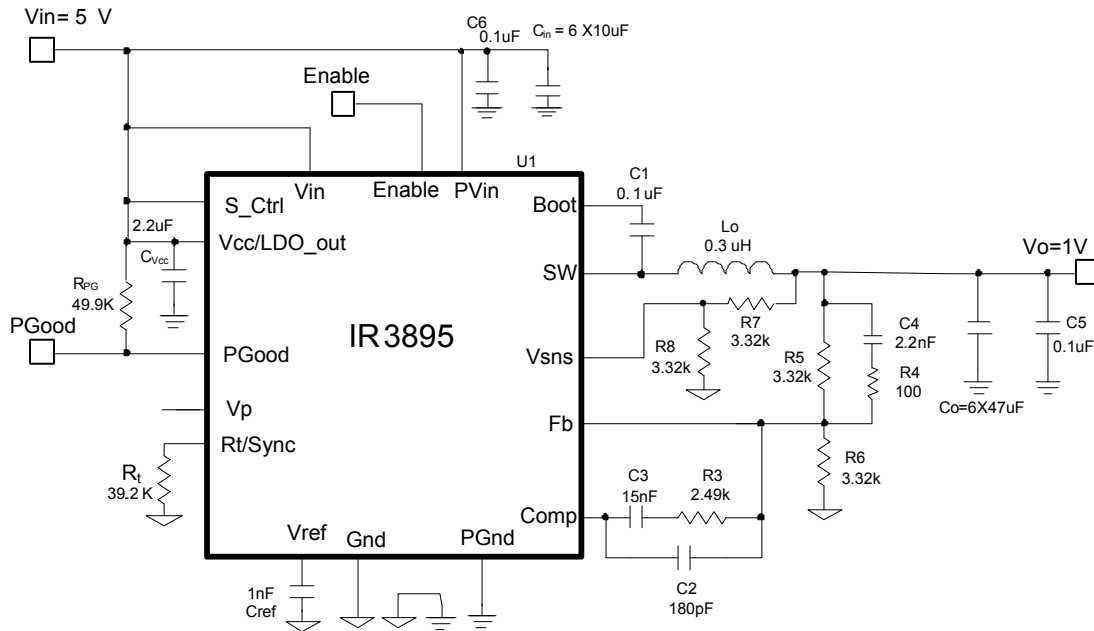 Vin= 5 V
C6
0.1uF
Cin = 6 X10uF
Enable
U1
Vin
Enable
PVin
C1
0.1uF
S_Ctrl
Boot
Lo
0.3 uH
2.2uF
Vcc/LDO_out
Vo=1V
CVcc
SW
RPG
49.9K
R7
3.32k
C4
2.2nF
C5
0.1uF
PGood
IR3895
R8
3.32k
R5
3.32k
R4
100
PGood
Vsns
Co=6X47uF
Vp
Fb
Rt/Sync
R6
3.32k
Rt
39.2 K
C3
15nF
R3
2.49k
Comp
Vref
Gnd
PGnd
1nF
Cref
C2
180pF